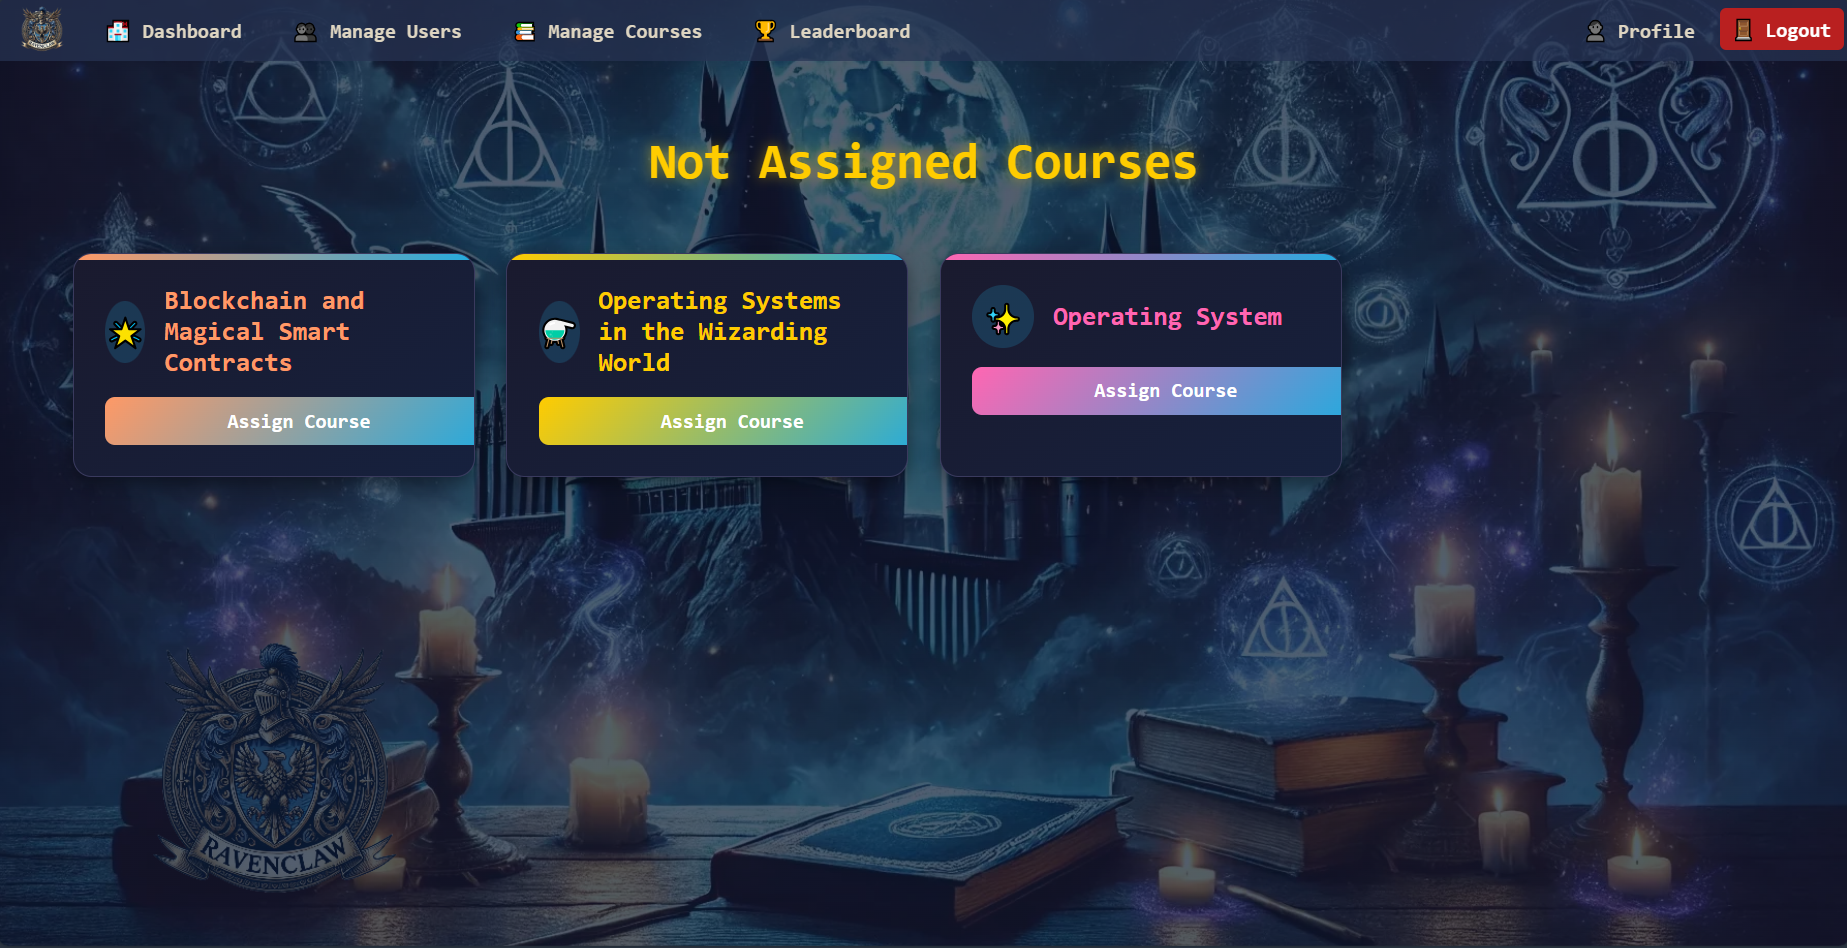 Dashboard
Manage Users
Manage Courses
Leaderboard
Profile
Logout
Not Assigned Courses
Blockchain and
Magical Smart
Contracts
Assign Course
Operating Systems
in the Wizarding
World
Assign Course
Operating System
Assign Course
RAVENCLAW